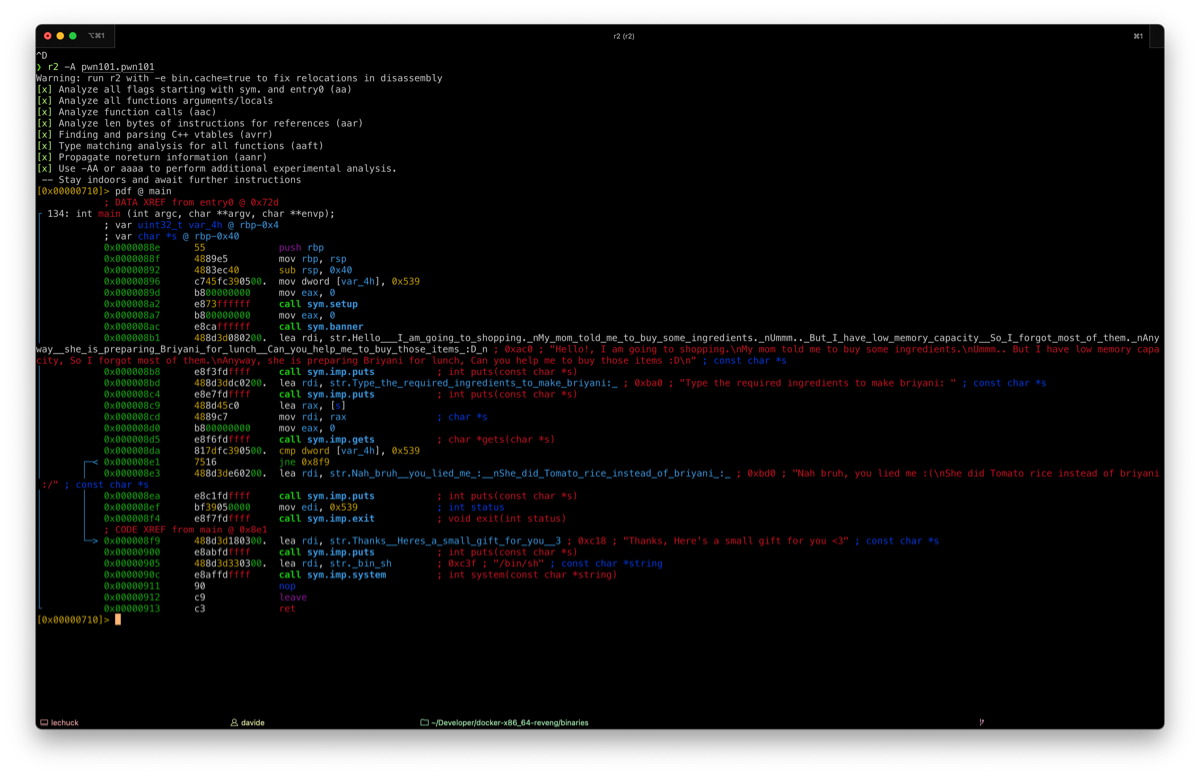 ⌥⌘1 r2 (r2) ⌘1
^D
❯ r2 -A pwn101.pwn101
Warning: run r2 with -e bin.cache=true to fix relocations in disassembly
[x] Analyze all flags starting with sym. and entry0 (aa)
[x] Analyze all functions arguments/locals
[x] Analyze function calls (aac)
[x] Analyze len bytes of instructions for references (aar)
[x] Finding and parsing C++ vtables (avrr)
[x] Type matching analysis for all functions (aaft)
[x] Propagate noreturn information (aanr)
[x] Use -AA or aaaa to perform additional experimental analysis.
 -- Stay indoors and await further instructions
[0x00000710]> pdf @ main
; DATA XREF from entry0 @ 0x72d
134: int main (int argc, char **argv, char **envp);
; var uint32_t var_4h @ rbp-0x4
; var char *s @ rbp-0x40
0x0000088e 55 push rbp
0x0000088f 4889e5 mov rbp, rsp
0x00000892 4883ec40 sub rsp, 0x40
0x00000896 c745fc390500. mov dword [var_4h], 0x539
0x0000089d b800000000 mov eax, 0
0x000008a2 e873ffffff call sym.setup
0x000008a7 b800000000 mov eax, 0
0x000008ac e8caffffff call sym.banner
0x000008b1 488d3d080200. lea rdi, str.Hello___I_am_going_to_shopping._nMy_mom_told_me_to_buy_some_ingredients._nUmmm.._But_I_have_low_memory_capacity__So_I_forgot_most_of_them._nAny
way__she_is_preparing_Briyani_for_lunch__Can_you_help_me_to_buy_those_items_:D_n ; 0xac0 ; "Hello!, I am going to shopping.\nMy mom told me to buy some ingredients.\nUmmm.. But I have low memory capa
city, So I forgot most of them.\nAnyway, she is preparing Briyani for lunch, Can you help me to buy those items :D\n" ; const char *s
0x000008b8 e8f3fdffff call sym.imp.puts ; int puts(const char *s)
0x000008bd 488d3ddc0200. lea rdi, str.Type_the_required_ingredients_to_make_briyani:_ ; 0xba0 ; "Type the required ingredients to make briyani: " ; const char *s
0x000008c4 e8e7fdffff call sym.imp.puts ; int puts(const char *s)
0x000008c9 488d45c0 lea rax, [s]
0x000008cd 4889c7 mov rdi, rax ; char *s
0x000008d0 b800000000 mov eax, 0
0x000008d5 e8f6fdffff call sym.imp.gets ; char *gets(char *s)
0x000008da 817dfc390500. cmp dword [var_4h], 0x539
0x000008e1 7516 jne 0x8f9
0x000008e3 488d3de60200. lea rdi, str.Nah_bruh__you_lied_me_:__nShe_did_Tomato_rice_instead_of_briyani_:_ ; 0xbd0 ; "Nah bruh, you lied me :(\nShe did Tomato rice instead of briyani
:/" ; const char *s
0x000008ea e8c1fdffff call sym.imp.puts ; int puts(const char *s)
0x000008ef bf39050000 mov edi, 0x539 ; int status
0x000008f4 e8f7fdffff call sym.imp.exit ; void exit(int status)
; CODE XREF from main @ 0x8e1
0x000008f9 488d3d180300. lea rdi, str.Thanks__Heres_a_small_gift_for_you__3 ; 0xc18 ; "Thanks, Here's a small gift for you <3" ; const char *s
0x00000900 e8abfdffff call sym.imp.puts ; int puts(const char *s)
0x00000905 488d3d330300. lea rdi, str._bin_sh ; 0xc3f ; "/bin/sh" ; const char *string
0x0000090c e8affdffff call sym.imp.system ; int system(const char *string)
0x00000911 90 nop
0x00000912 c9 leave
0x00000913 c3 ret
[0x00000710]>
lechuck davide ~/Developer/docker-x86_64-reveng/binaries